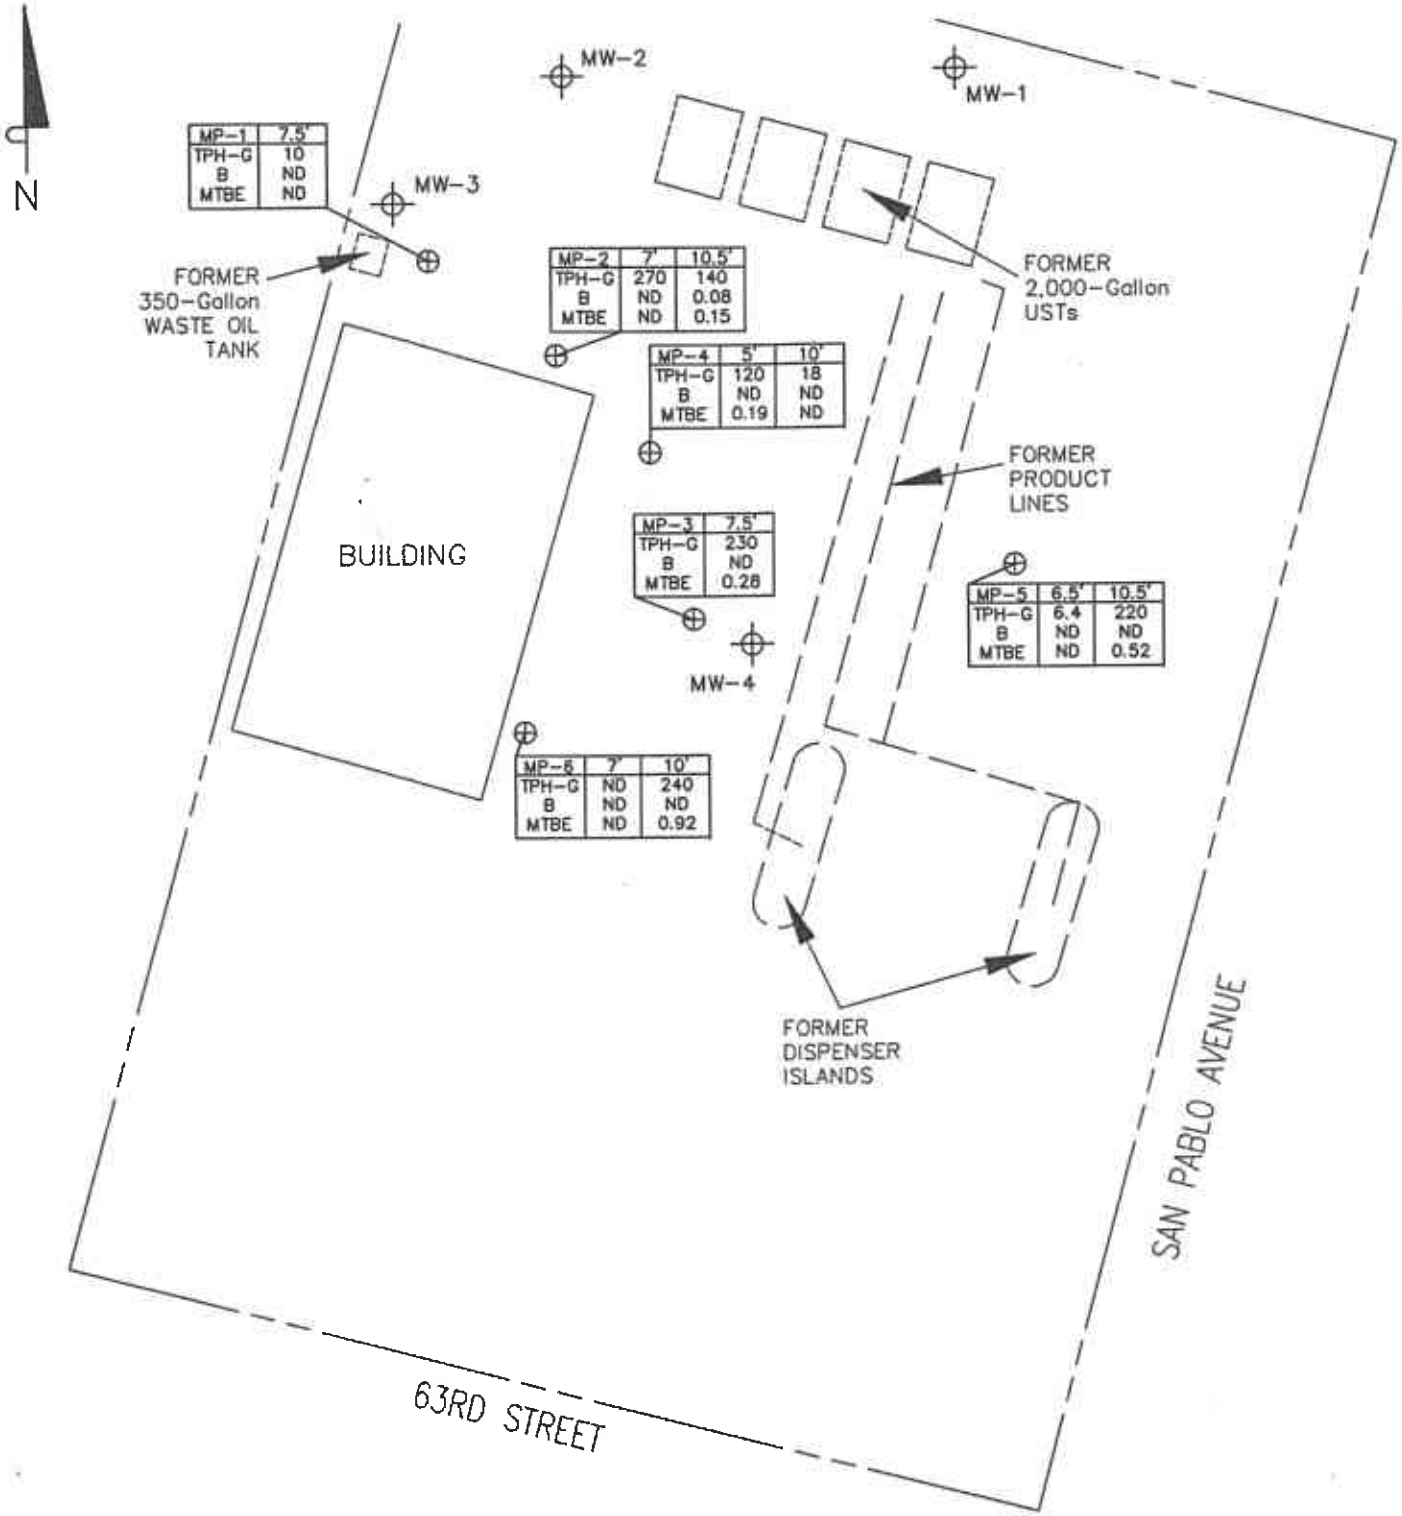 MW-2
MW-1
N
MP-1 7.5'
TPH-G 10
B ND
MTBE ND
MW-3
FORMER
350-Gallon
WASTE OIL
TANK
MP-2 7' 10.5'
TPH-G 270 140
B ND 0.08
MTBE ND 0.15
FORMER
2,000-Gallon
USTs
MP-4 5' 10'
TPH-G 120 18
B ND ND
MTBE 0.19 ND
FORMER
PRODUCT
LINES
BUILDING
MP-3 7.5'
TPH-G 230
B ND
MTBE 0.28
MP-5 6.5' 10.5'
TPH-G 6.4 220
B ND ND
MTBE ND 0.52
MW-4
MP-6 7' 10'
TPH-G ND 240
B ND ND
MTBE ND 0.92
FORMER
DISPENSER
ISLANDS
SAN PABLO AVENUE
63RD STREET